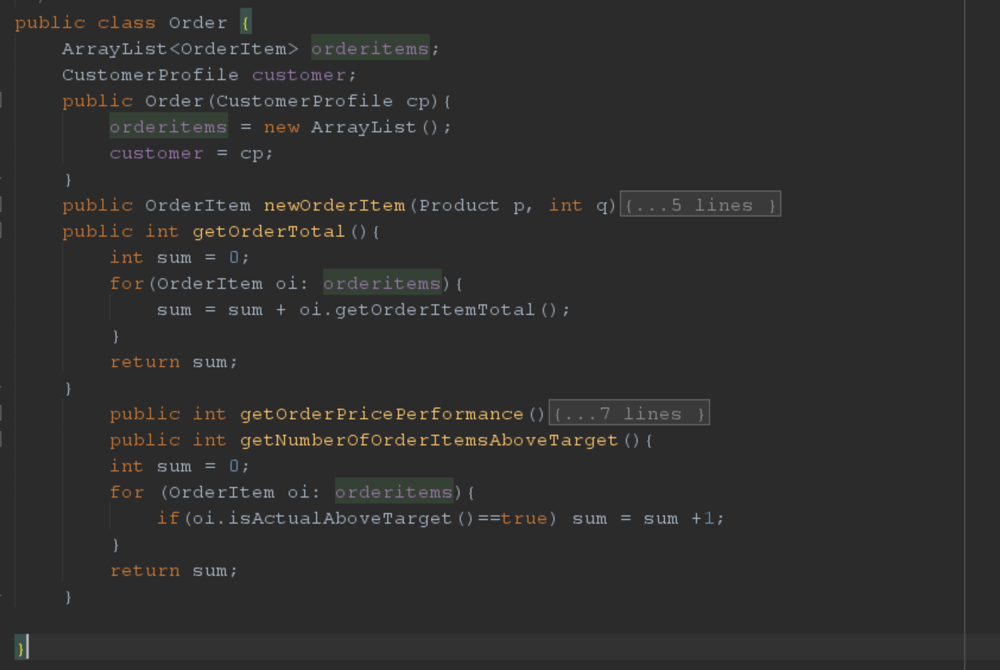 public class Order {
ArrayList<OrderItem> orderitems;
CustomerProfile customer;
public Order(CustomerProfile cp){
orderitems = new ArrayList();
customer = cp;
}
public OrderItem newOrderItem(Product p, int q){...5 lines }
public int getOrderTotal(){
int sum = 0;
for(OrderItem oi: orderitems){
sum = sum + oi.getOrderItemTotal();
}
return sum;
}
public int getOrderPricePerformance(){...7 lines }
public int getNumberOfOrderItemsAboveTarget(){
int sum = 0;
for (OrderItem oi: orderitems){
if(oi.isActualAboveTarget()==true) sum = sum +1;
}
return sum;
}
}